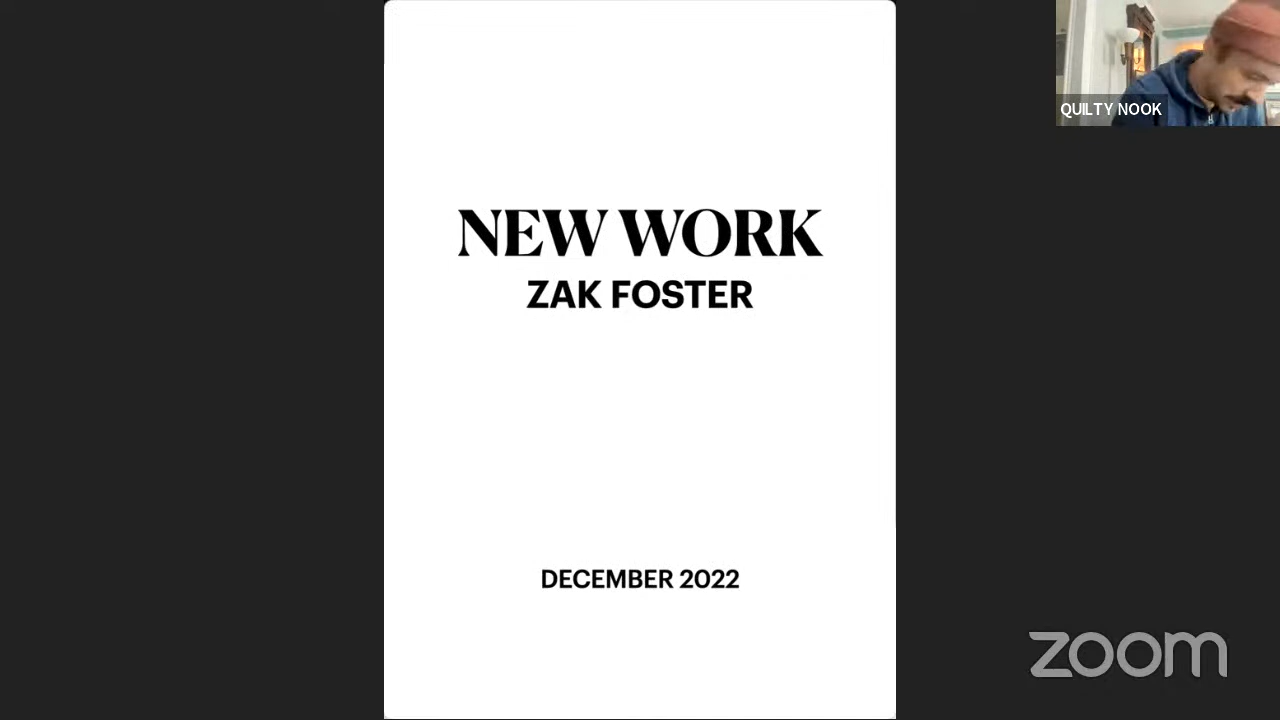 NEW WORK
ZAK FOSTER
DECEMBER 2022
QUILTY NOOK
zoom